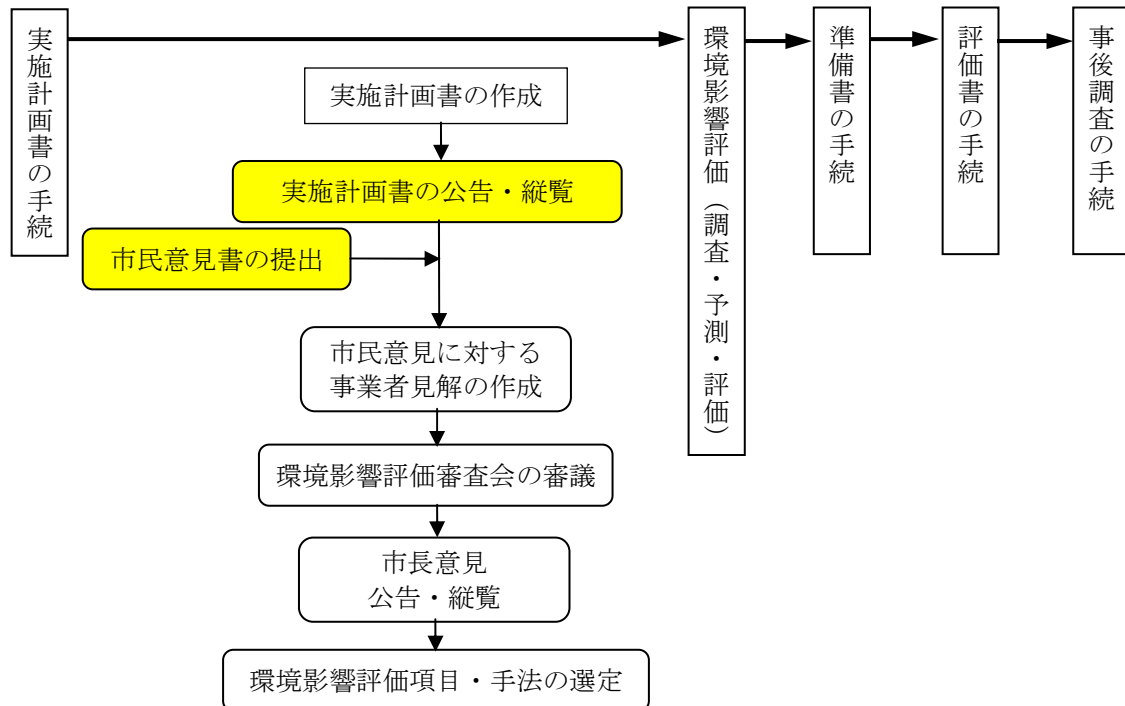 実施計画書の手続
実施計画書の作成
実施計画書の公告・縦覧
市民意見書の提出
市民意見に対する
事業者見解の作成
環境影響評価審査会の審議
市長意見
公告・縦覧
環境影響評価項目・手法の選定
環境影響評価（調査・予測・評価）
準備書の手続
評価書の手続
事後調査の手続